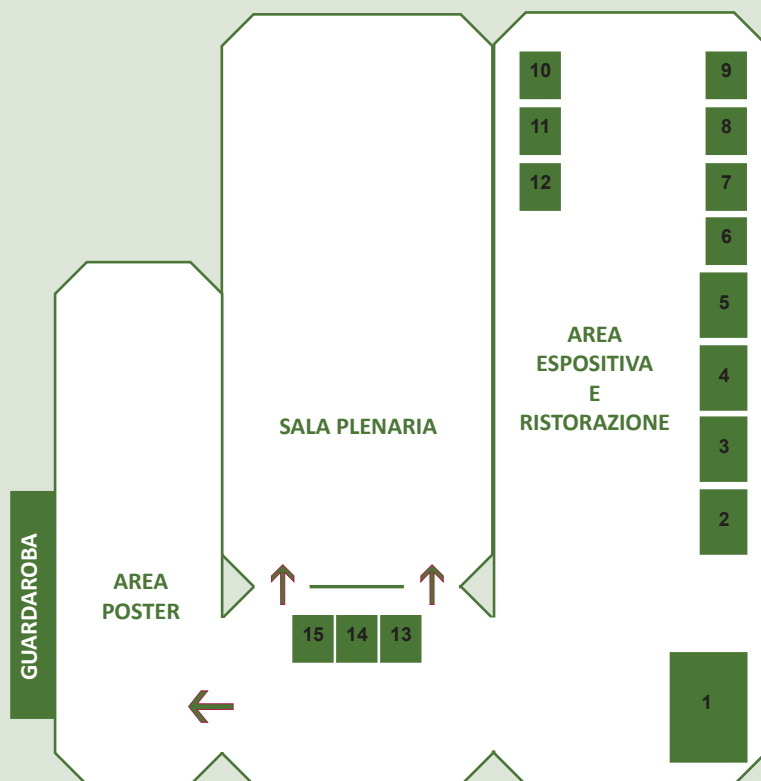 10
9
11
8
12
7
6
5
AREA
ESPOSITIVA
E
RISTORAZIONE
4
SALA PLENARIA
3
2
GUARDAROBA
AREA
POSTER
15 14 13
1